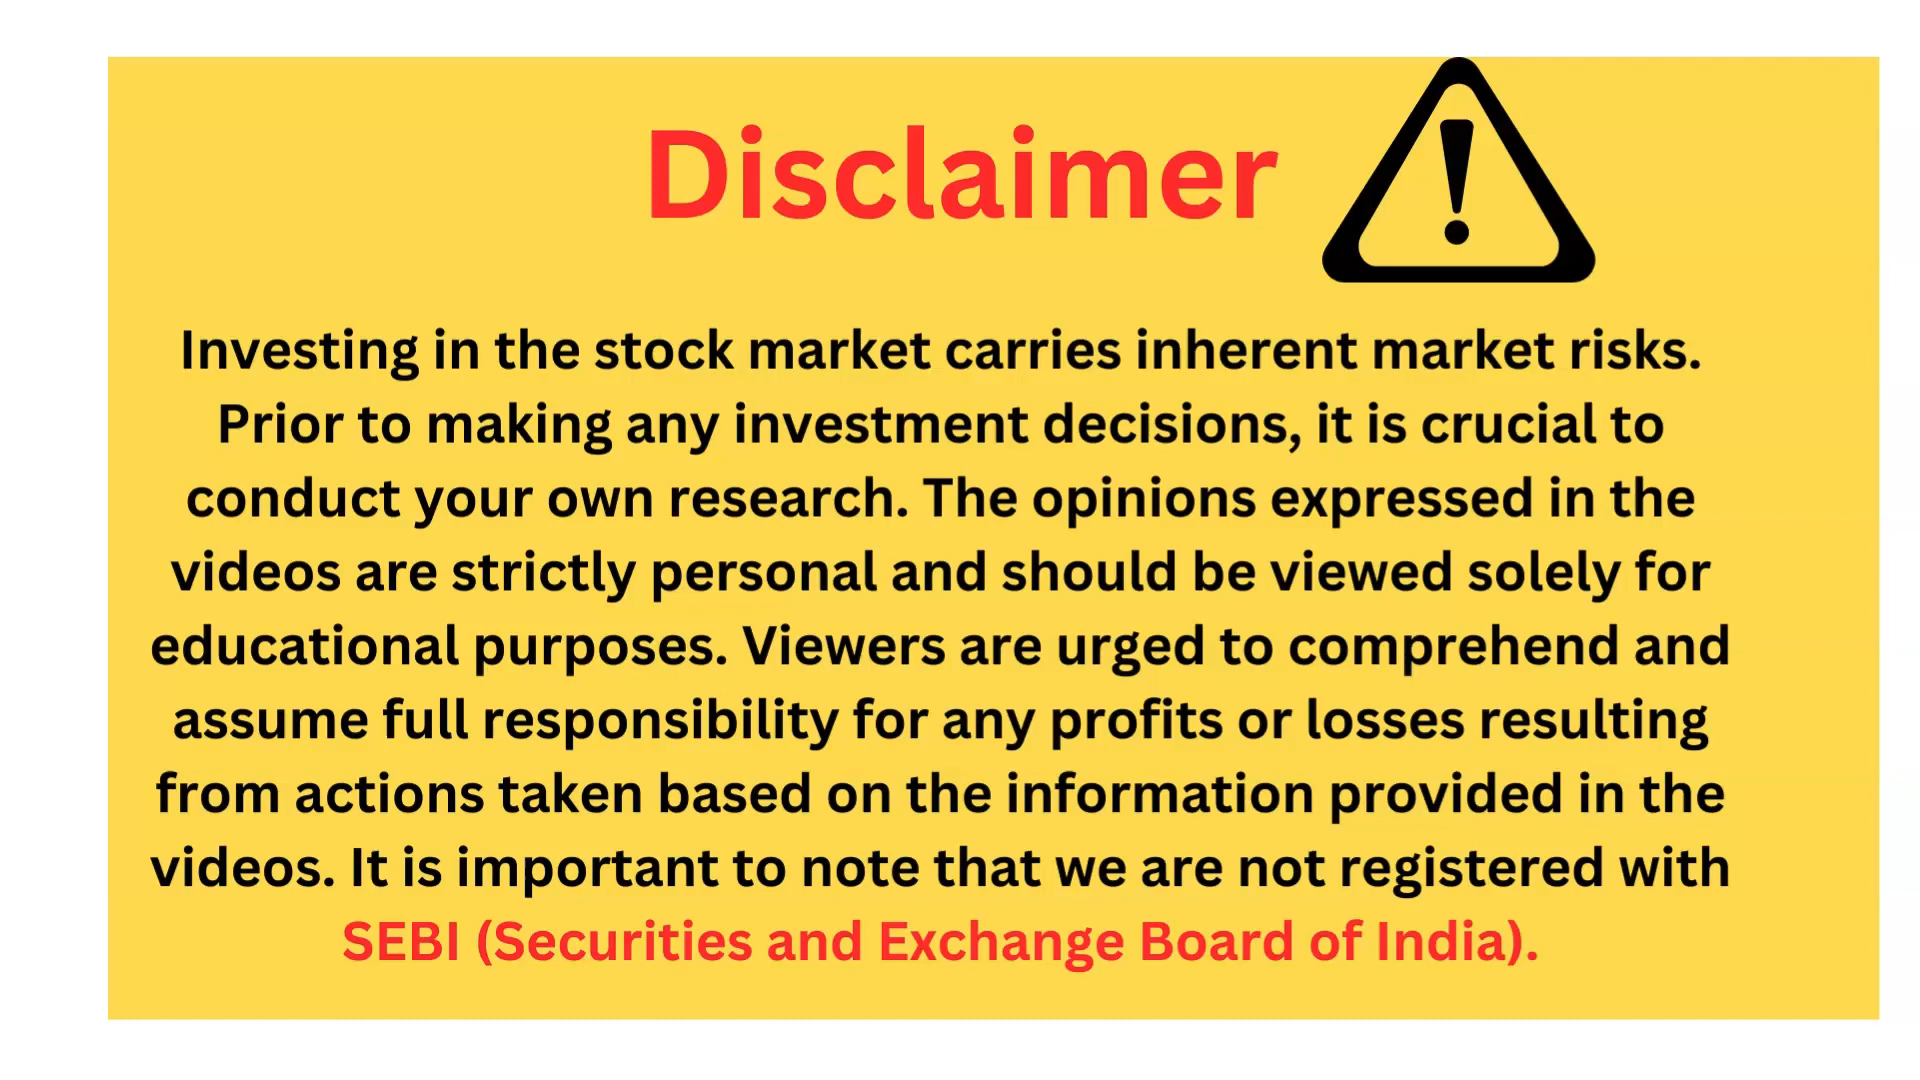 Disclaimer
Investing in the stock market carries inherent market risks.
Prior to making any investment decisions, it is crucial to
conduct your own research. The opinions expressed in the
videos are strictly personal and should be viewed solely for
educational purposes. Viewers are urged to comprehend and
assume full responsibility for any profits or losses resulting
from actions taken based on the information provided in the
videos. It is important to note that we are not registered with
SEBI (Securities and Exchange Board of India).